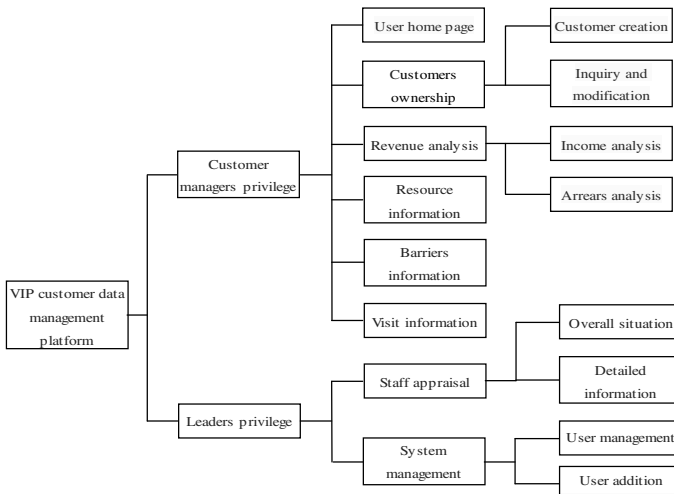 User home page
Customer creation
Customers
ownership
Inquiry and
modification
Revenue analysis
Income analysis
Customer
managers privilege
Arrears analysis
Resource
information
Barriers
information
VIP customer data
management
platform
Visit information
Overall situation
Staff appraisal
Detailed
information
Leaders privilege
User management
System
management
User addition